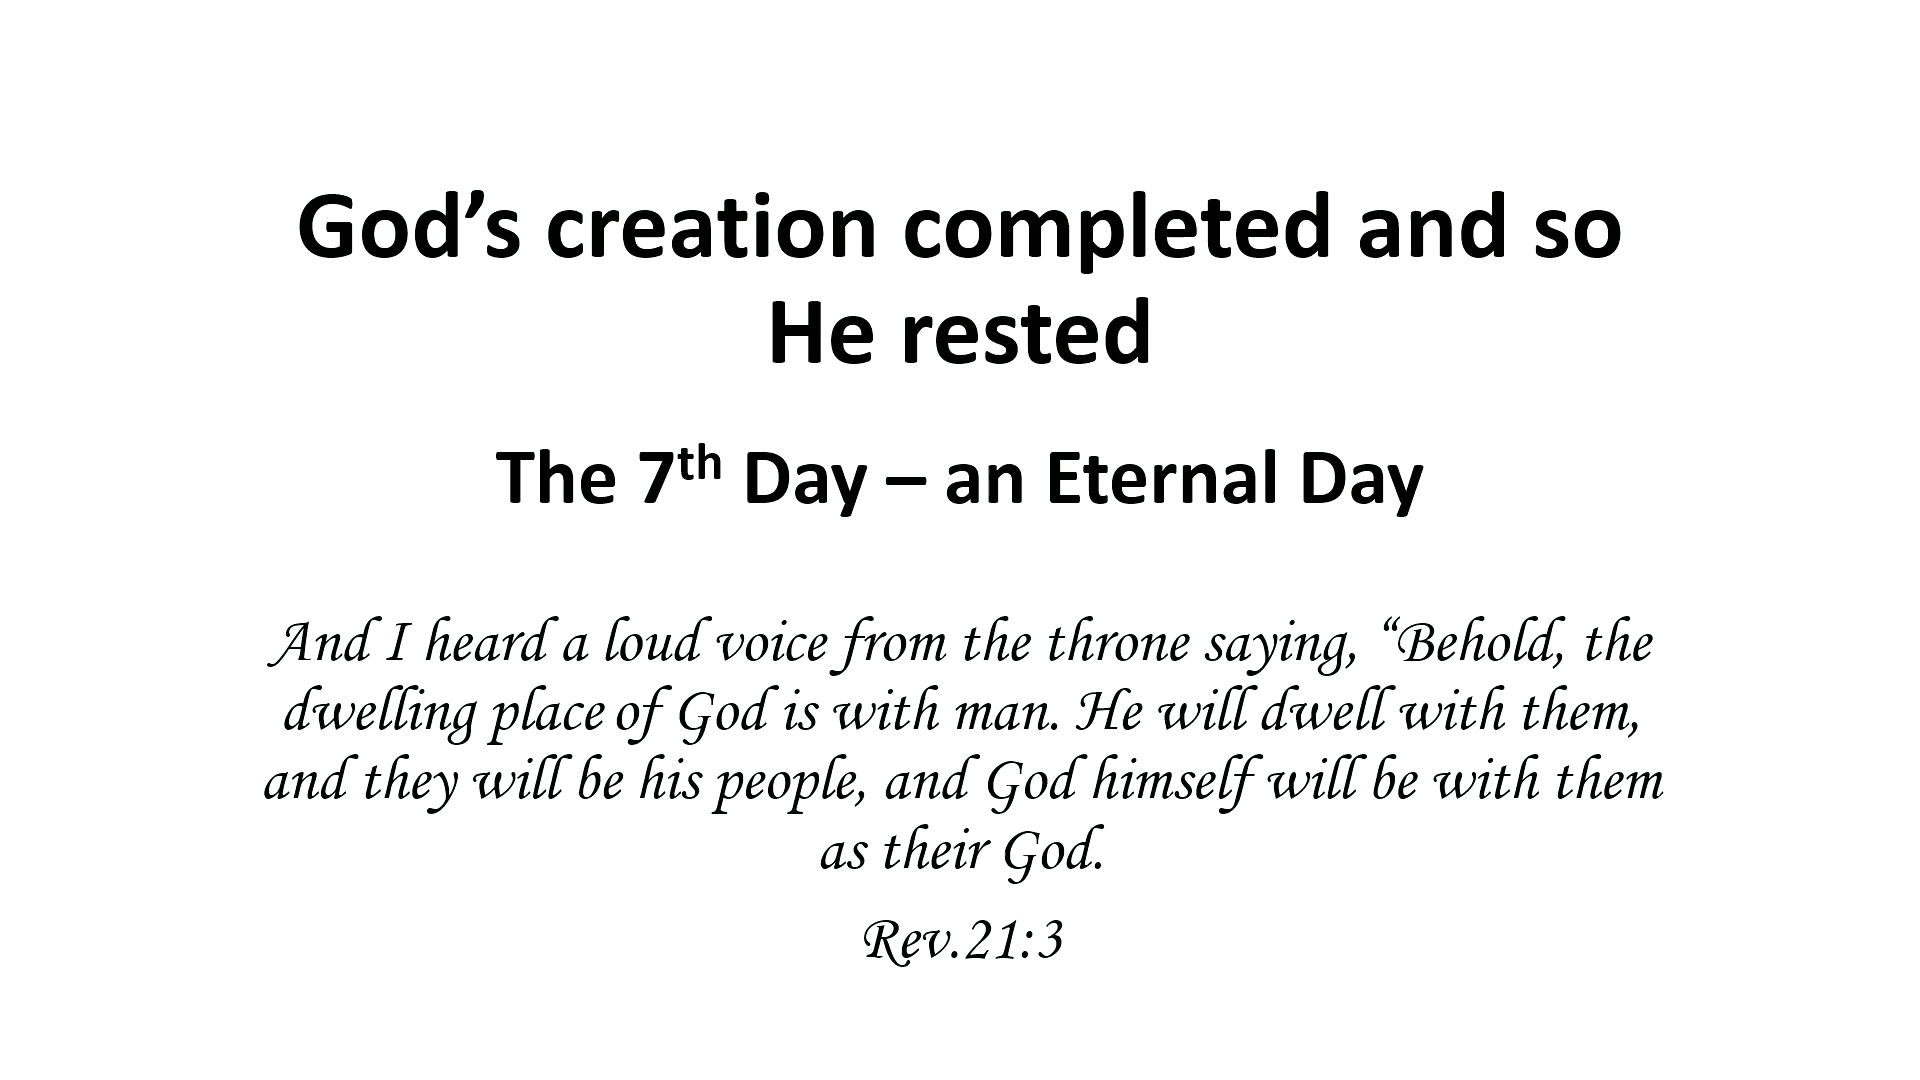 God’s creation completed and so
He rested
The 7th Day – an Eternal Day
And I heard a loud voice from the throne saying, “Behold, the
dwelling place of God is with man. He will dwell with them,
and they will be his people, and God himself will be with them
as their God.
Rev.21:3